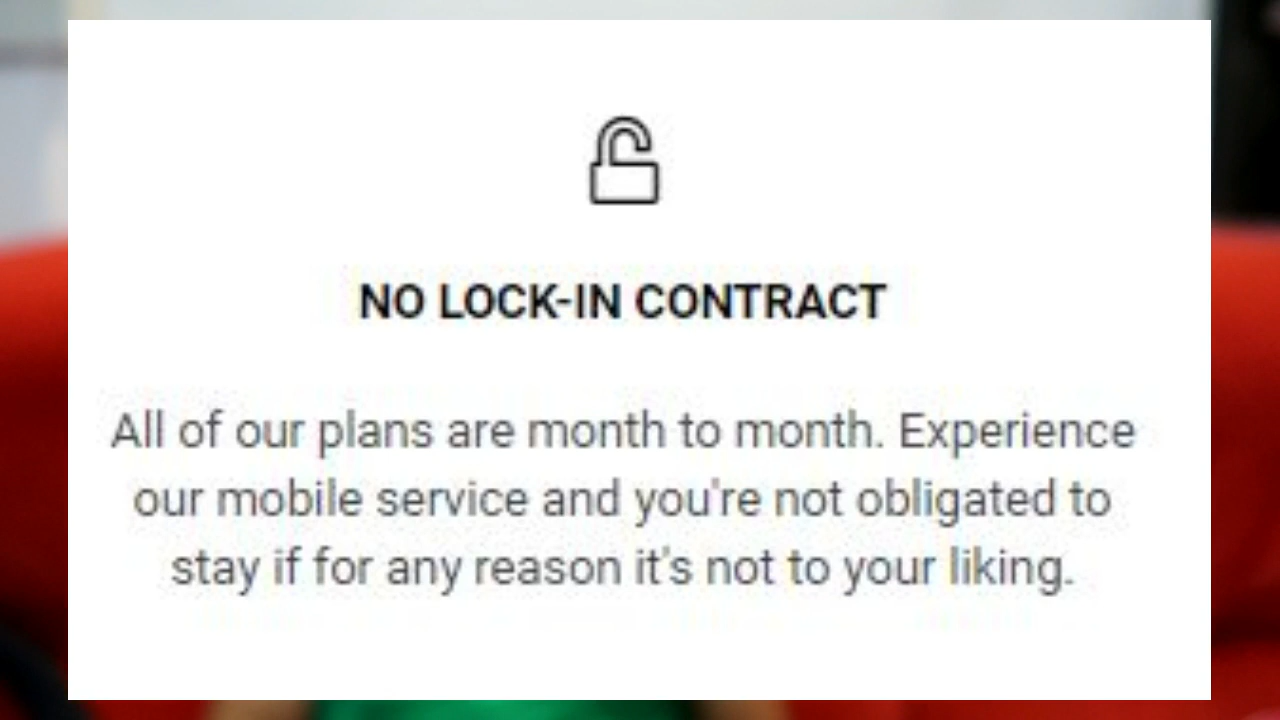 NO LOCK-IN CONTRACT
All of our plans are month to month. Experience
our mobile service and you're not obligated to
stay if for any reason it's not to your liking.